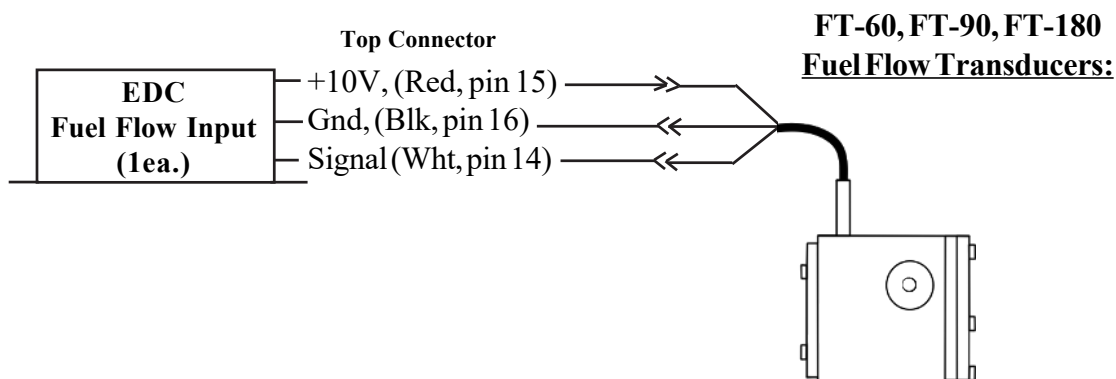 FT-60, FT-90, FT-180
Fuel Flow Transducers:
Top Connector
EDC
Fuel Flow Input
(1ea.)
+10V, (Red, pin 15)
Gnd, (Blk, pin 16)
Signal (Wht, pin 14)